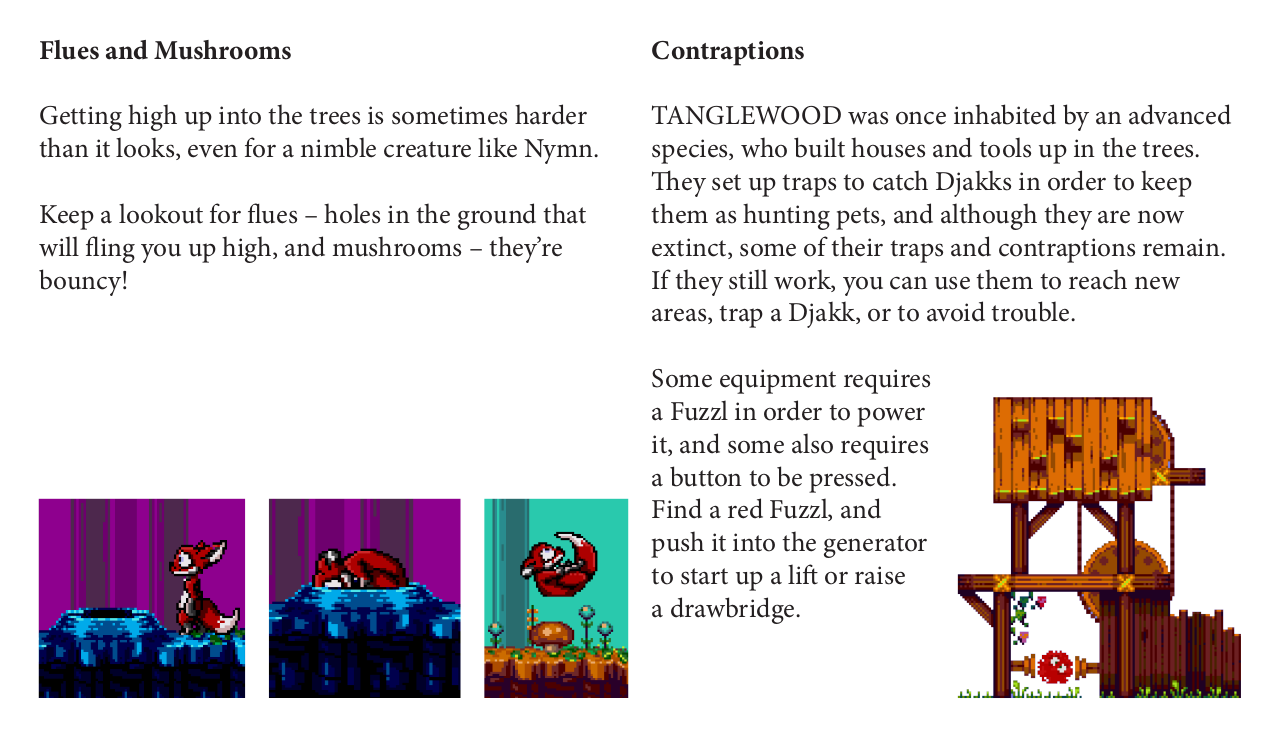 Flues and Mushrooms
Getting high up into the trees is sometimes harder
than it looks, even for a nimble creature like Nymn.
Keep a lookout for flues – holes in the ground that
will fling you up high, and mushrooms – they’re
bouncy!
Contraptions
TANGLEWOOD was once inhabited by an advanced
species, who built houses and tools up in the trees.
They set up traps to catch Djakks in order to keep
them as hunting pets, and although they are now
extinct, some of their traps and contraptions remain.
If they still work, you can use them to reach new
areas, trap a Djakk, or to avoid trouble.
Some equipment requires
a Fuzzl in order to power
it, and some also requires
a button to be pressed.
Find a red Fuzzl, and
push it into the generator
to start up a lift or raise
a drawbridge.